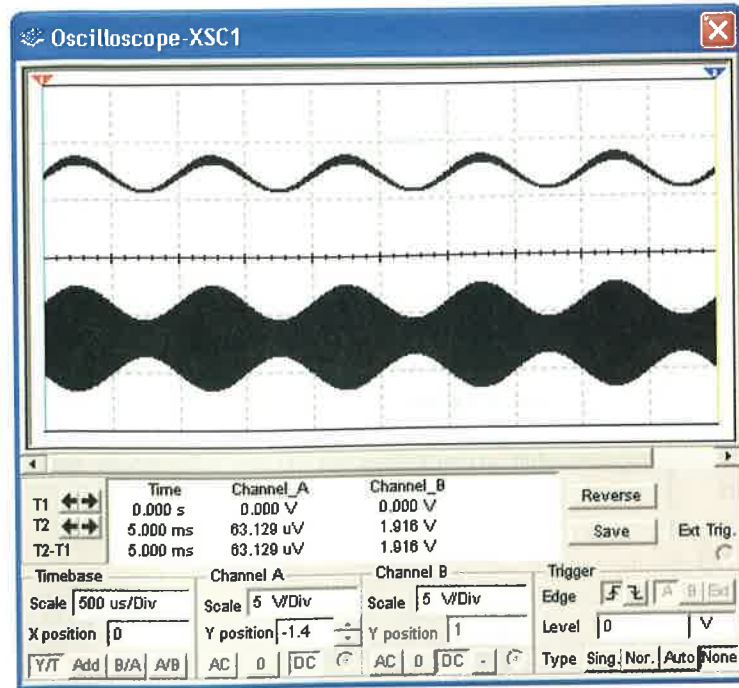 Oscilloscope-XSC1
Time Channel_A Channel_B
T1 0.000 s 0.000 V 0.000 V
T2 5.000 ms 63.129 uV 1.916 V
T2-T1 5.000 ms 63.129 uV 1.916 V
Reverse
Save Ext Trig.
Timebase Channel A Channel B Trigger
Scale 500 us/Div Scale 5 V/Div Scale 5 V/Div Edge A B Ext
X position 0 Y position -1.4 Y position 1 Level 0 V
Y/T Add B/A A/B AC 0 DC AC 0 DC - Type Sing. Nor. Auto None